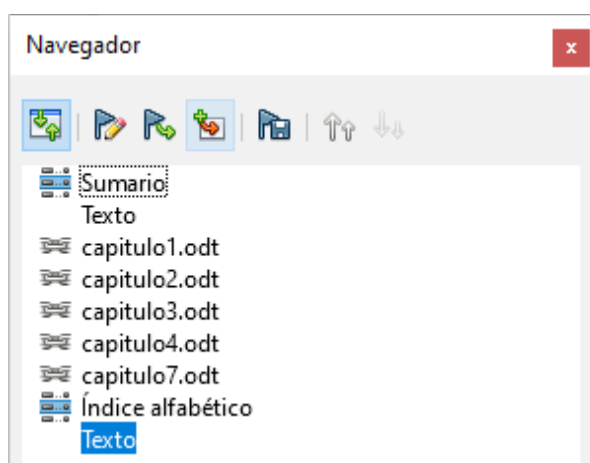 Navegador
x
Sumario
Texto
capitulo1.odt
capitulo2.odt
capitulo3.odt
capitulo4.odt
capitulo7.odt
Índice alfabético
Texto